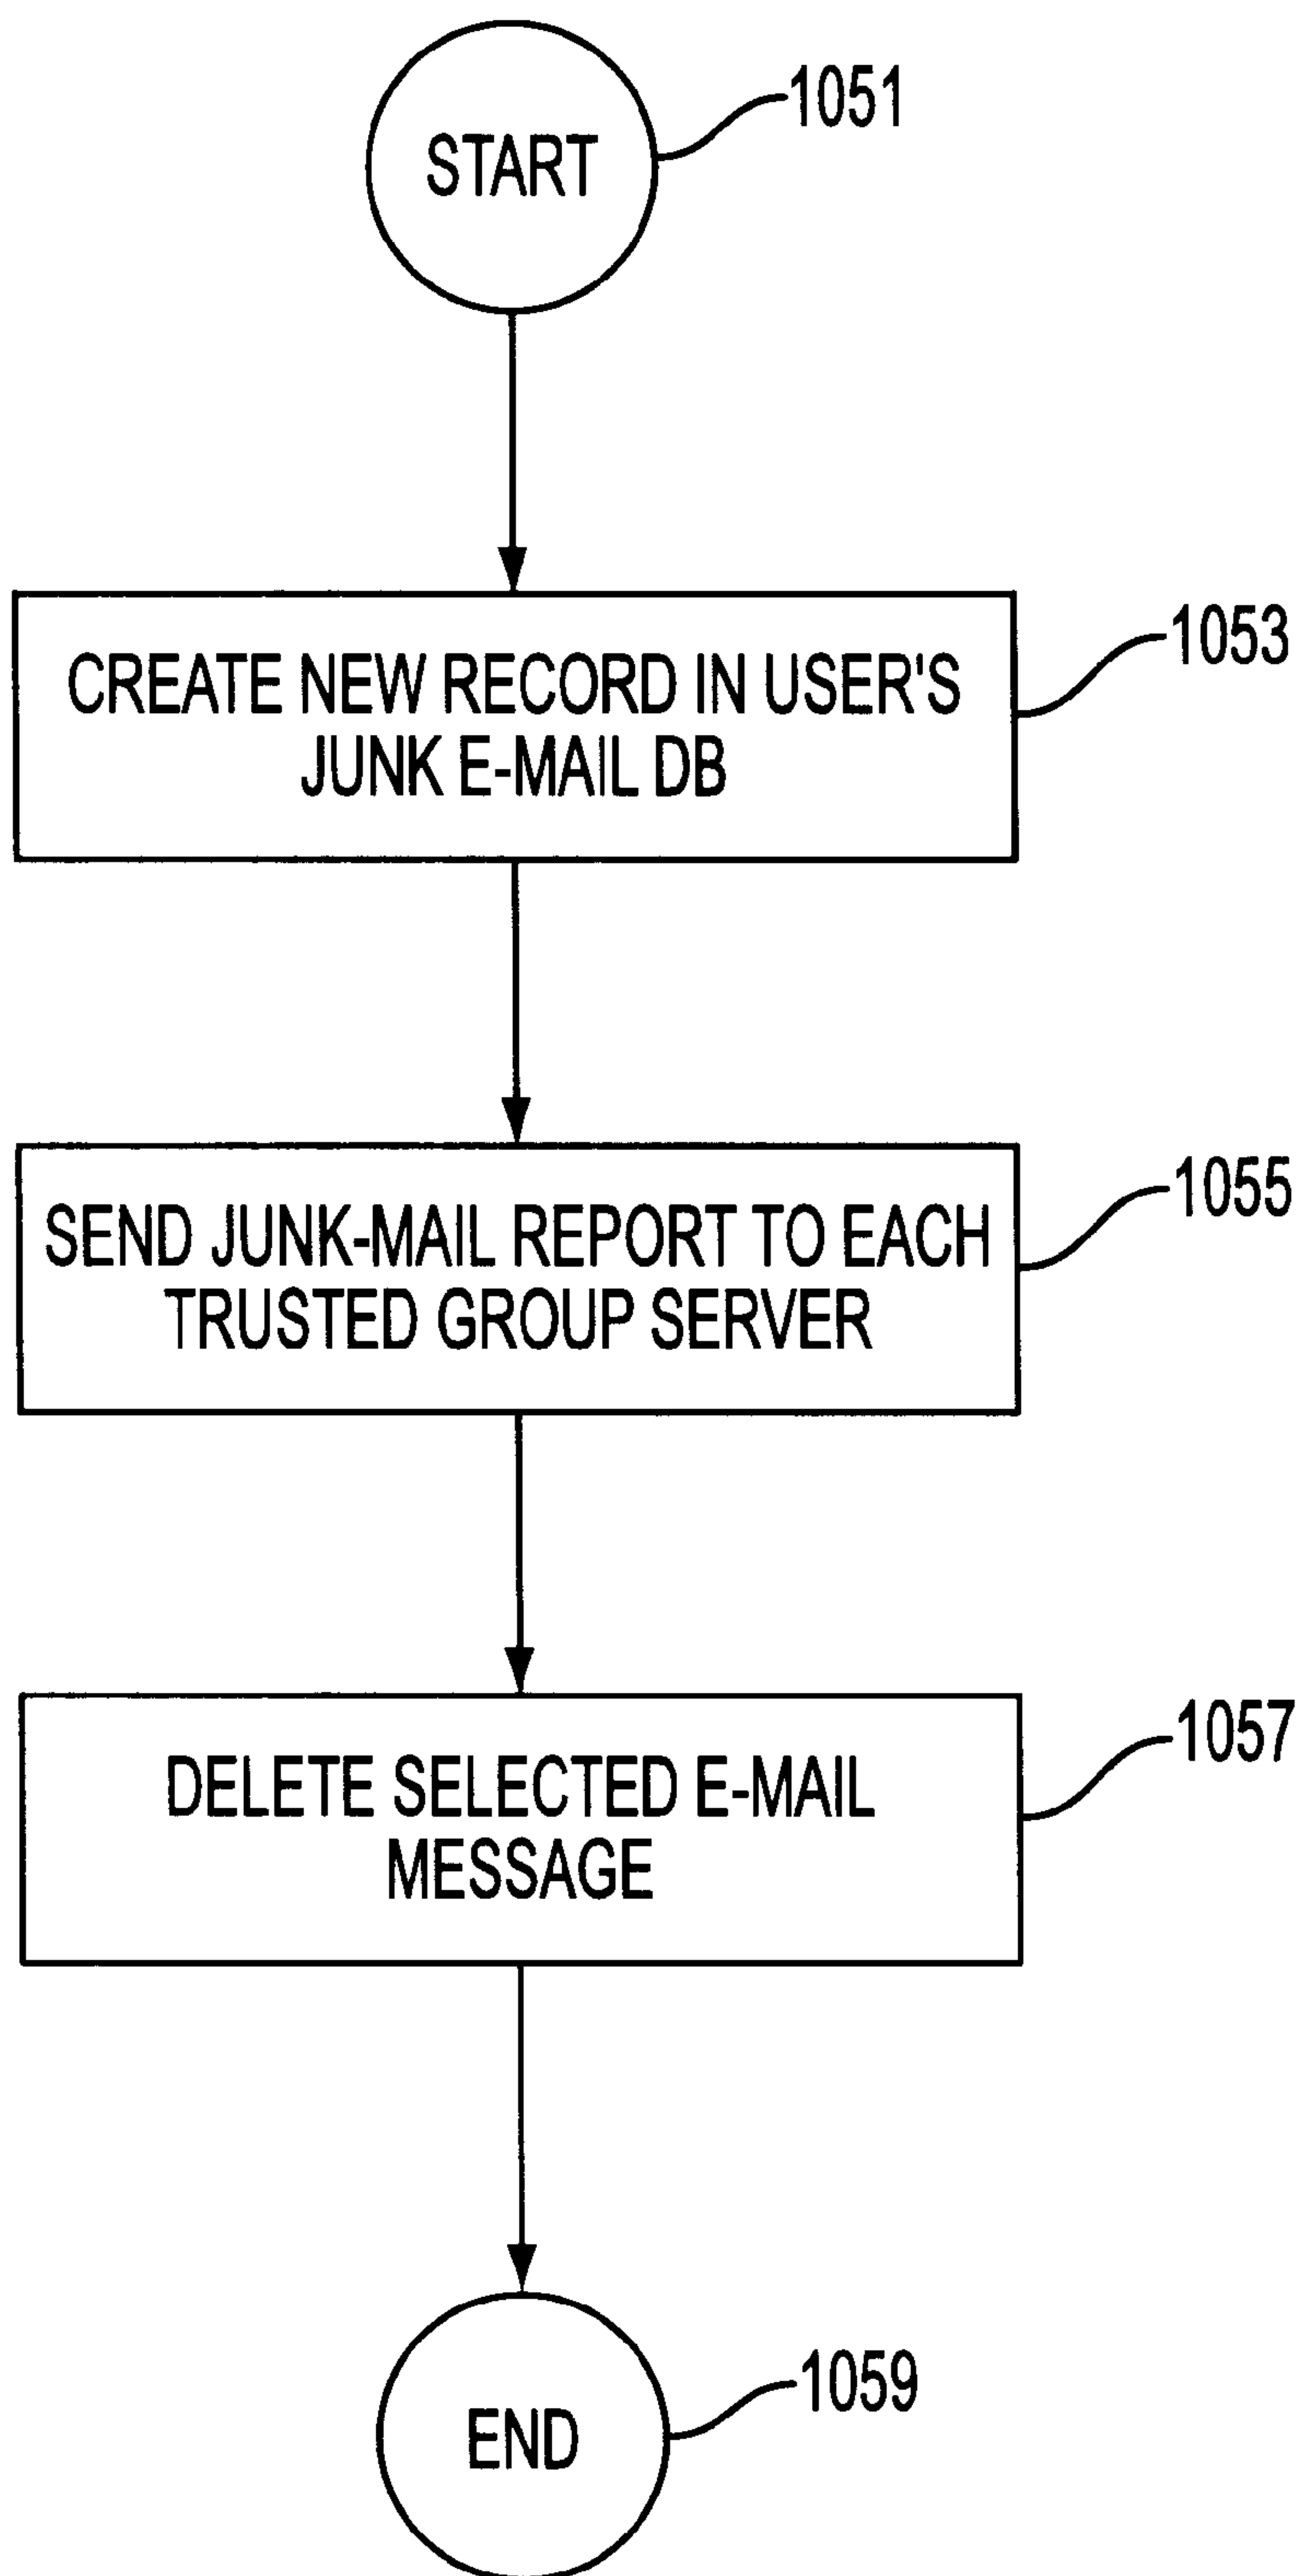 START
1051
CREATE NEW RECORD IN USER'S
JUNK E-MAIL DB
1053
SEND JUNK-MAIL REPORT TO EACH
TRUSTED GROUP SERVER
1055
DELETE SELECTED E-MAIL
MESSAGE
1057
END
1059